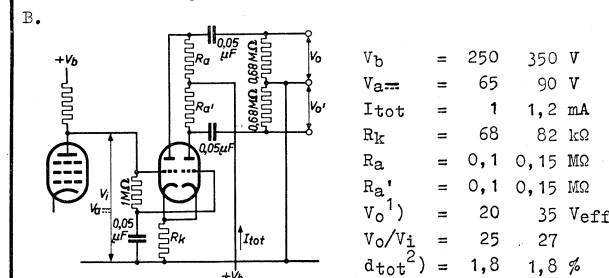 B.
+Vb
Vi
Va=
1MΩ
0,05
μF
Rk
Itot
+Vb
0,05
μF
Ra
Ra'
0,05μF
0,68MΩ
0,68MΩ
Vo
Vo'
Vb = 250 350 V
Va= = 65 90 V
Itot = 1 1,2 mA
Rk = 68 82 kΩ
Ra = 0,1 0,15 MΩ
Ra' = 0,1 0,15 MΩ
Vo¹) = 20 35 Veff
Vo/Vi = 25 27
dtot²) = 1,8 1,8 %